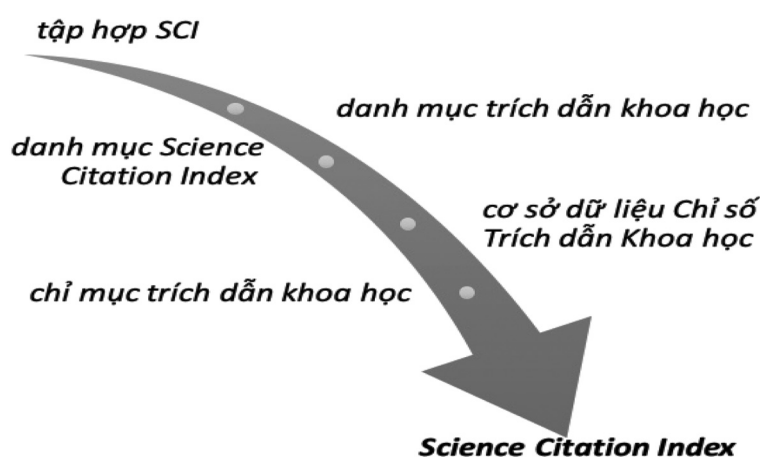 tập hợp SCI
danh mục trích dẫn khoa học
danh mục Science
Citation Index
cơ sở dữ liệu Chỉ số
Trích dẫn Khoa học
chỉ mục trích dẫn khoa học
Science Citation Index